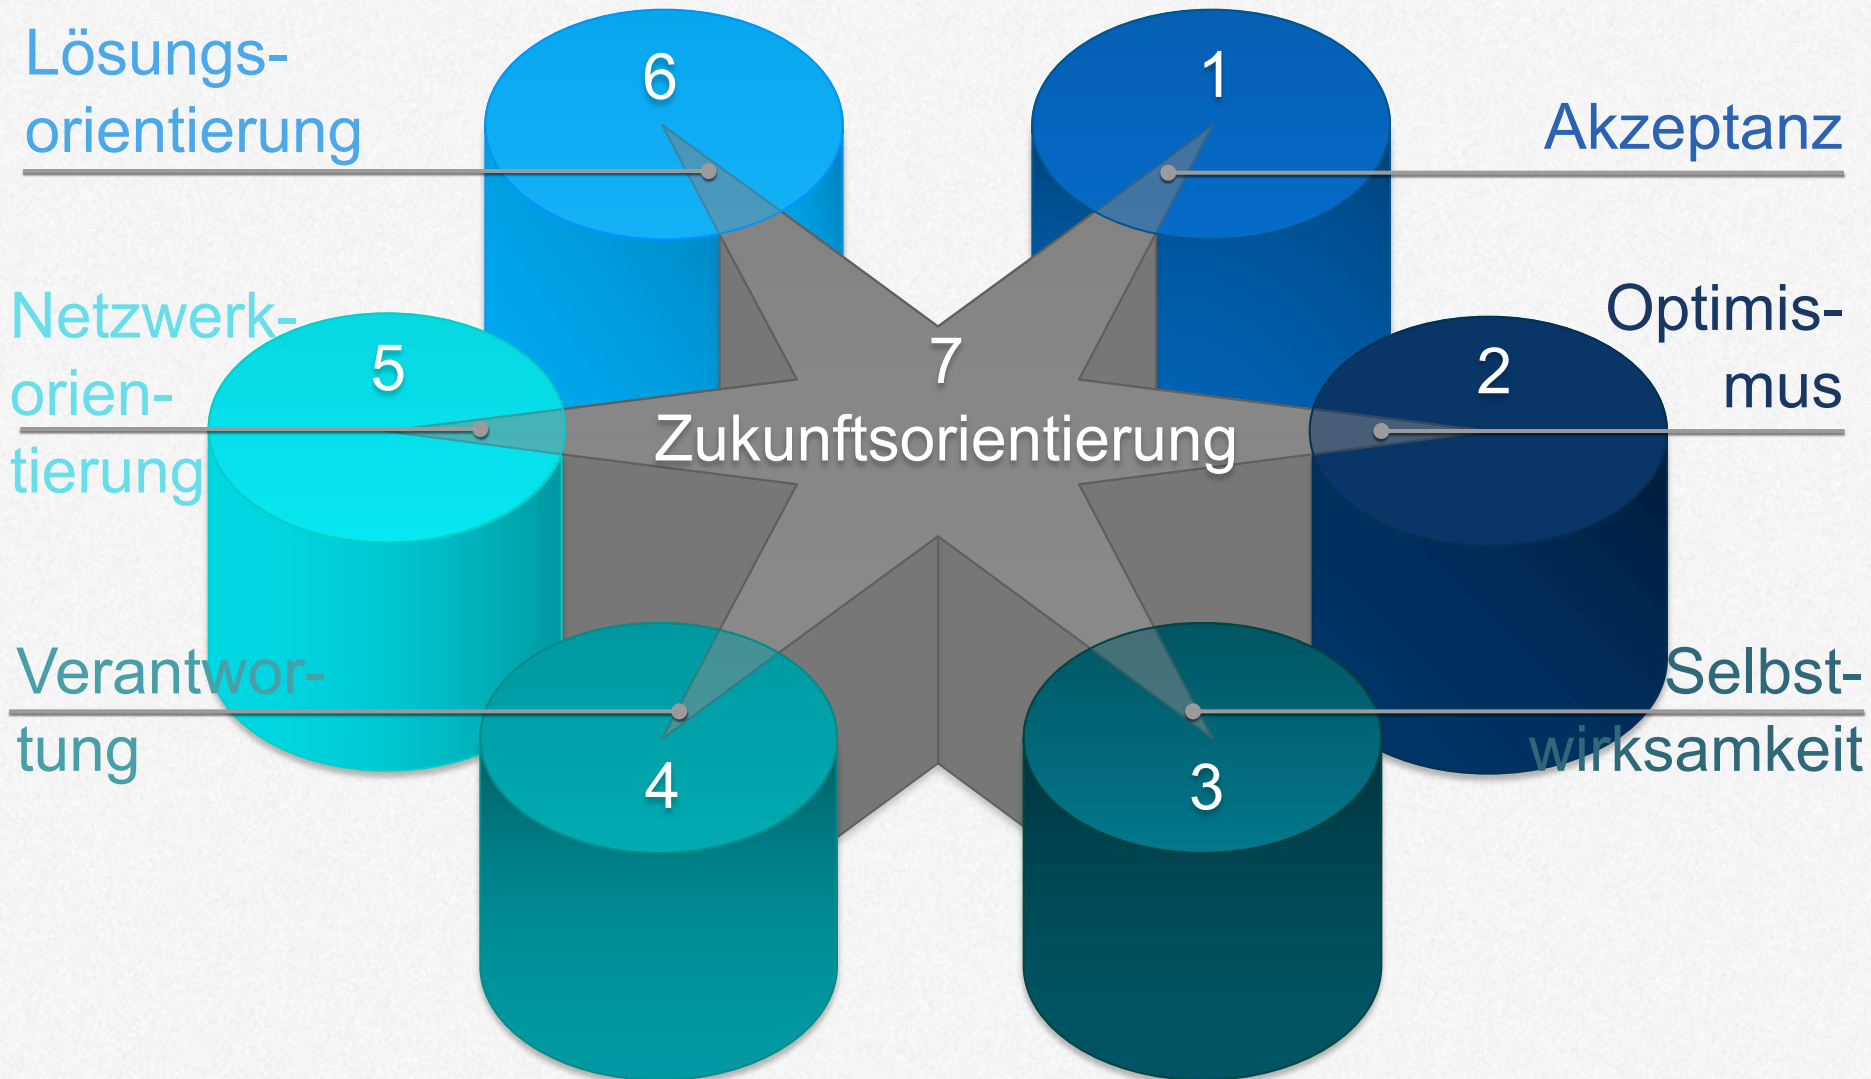 Lösungs-
orientierung
6
1
Akzeptanz
Netzwerk-
orien-
tierung
5
7
Zukunftsorientierung
2
Optimis-
mus
Verantwor-
tung
4
3
Selbst-
wirksamkeit